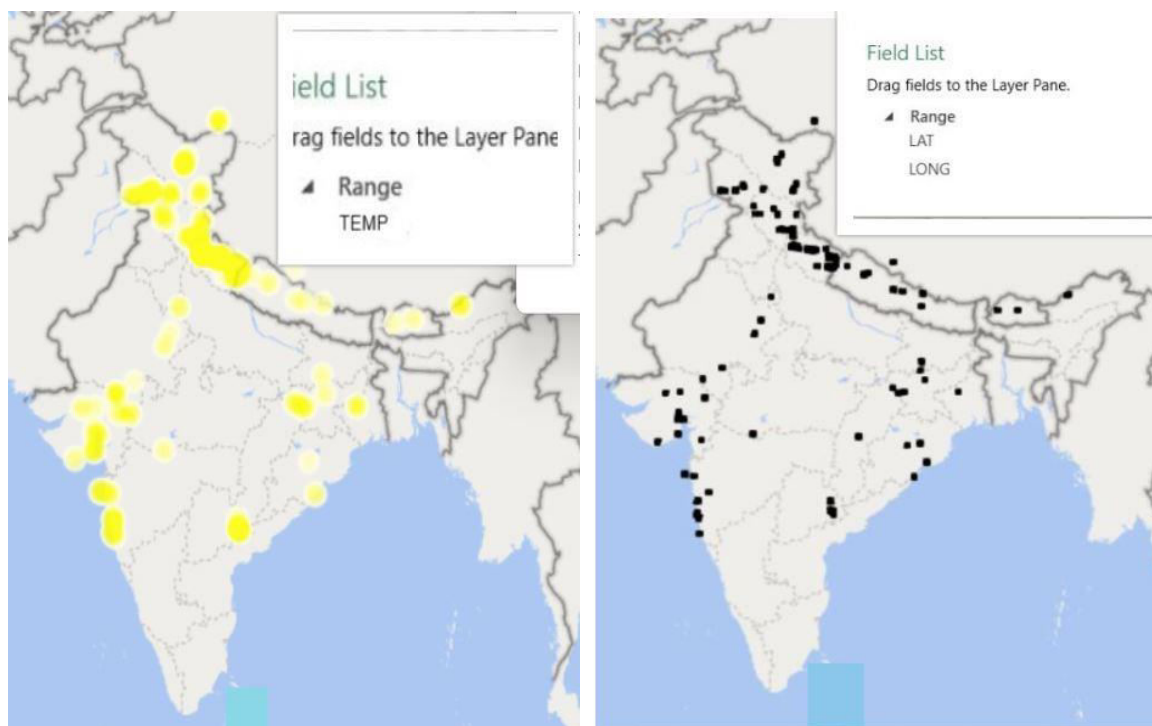 ield List
rag fields to the Layer Pane
Range
TEMP
Field List
Drag fields to the Layer Pane.
Range
LAT
LONG